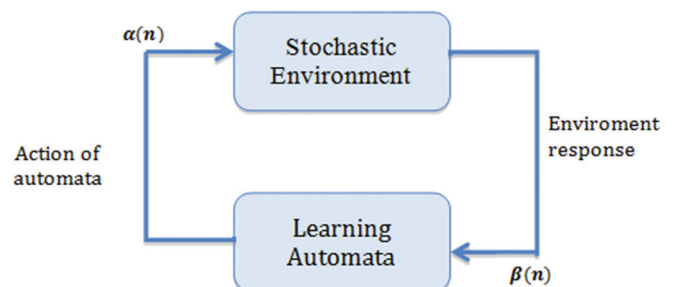 α(n)
Stochastic
Environment
Enviroment
response
Action of
automata
Learning
Automata
β(n)